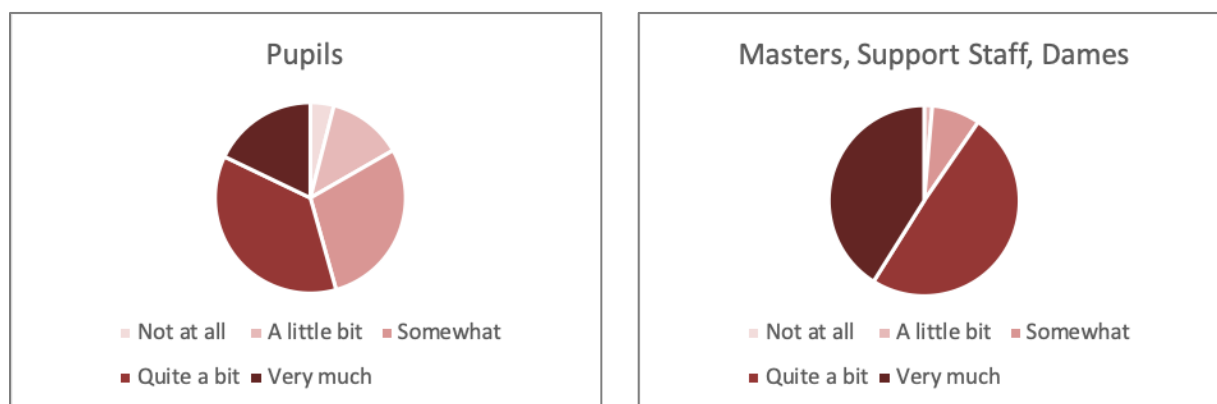 Pupils
Not at all A little bit Somewhat
Quite a bit Very much
Masters, Support Staff, Dames
Not at all A little bit Somewhat
Quite a bit Very much